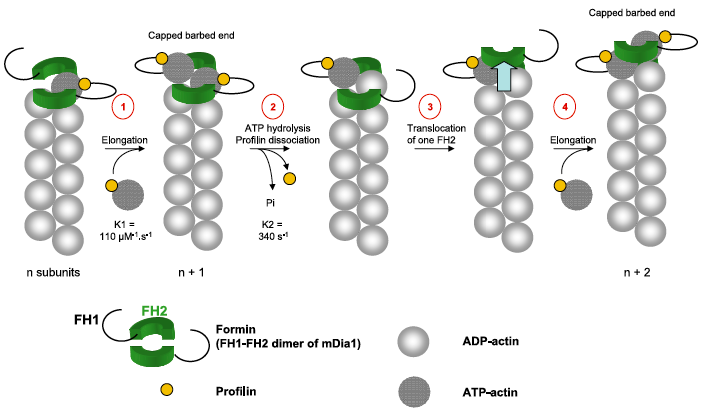 Capped barbed end
Capped barbed end
1
2
3
4
Elongation
ATP hydrolysis
Profilin dissociation
Translocation
of one FH2
Elongation
Pi
K1 =
110 µM⁻¹.s⁻¹
K2 =
340 s⁻¹
n subunits
n + 1
n + 2
FH1
FH2
Formin
(FH1-FH2 dimer of mDia1)
ADP-actin
Profilin
ATP-actin